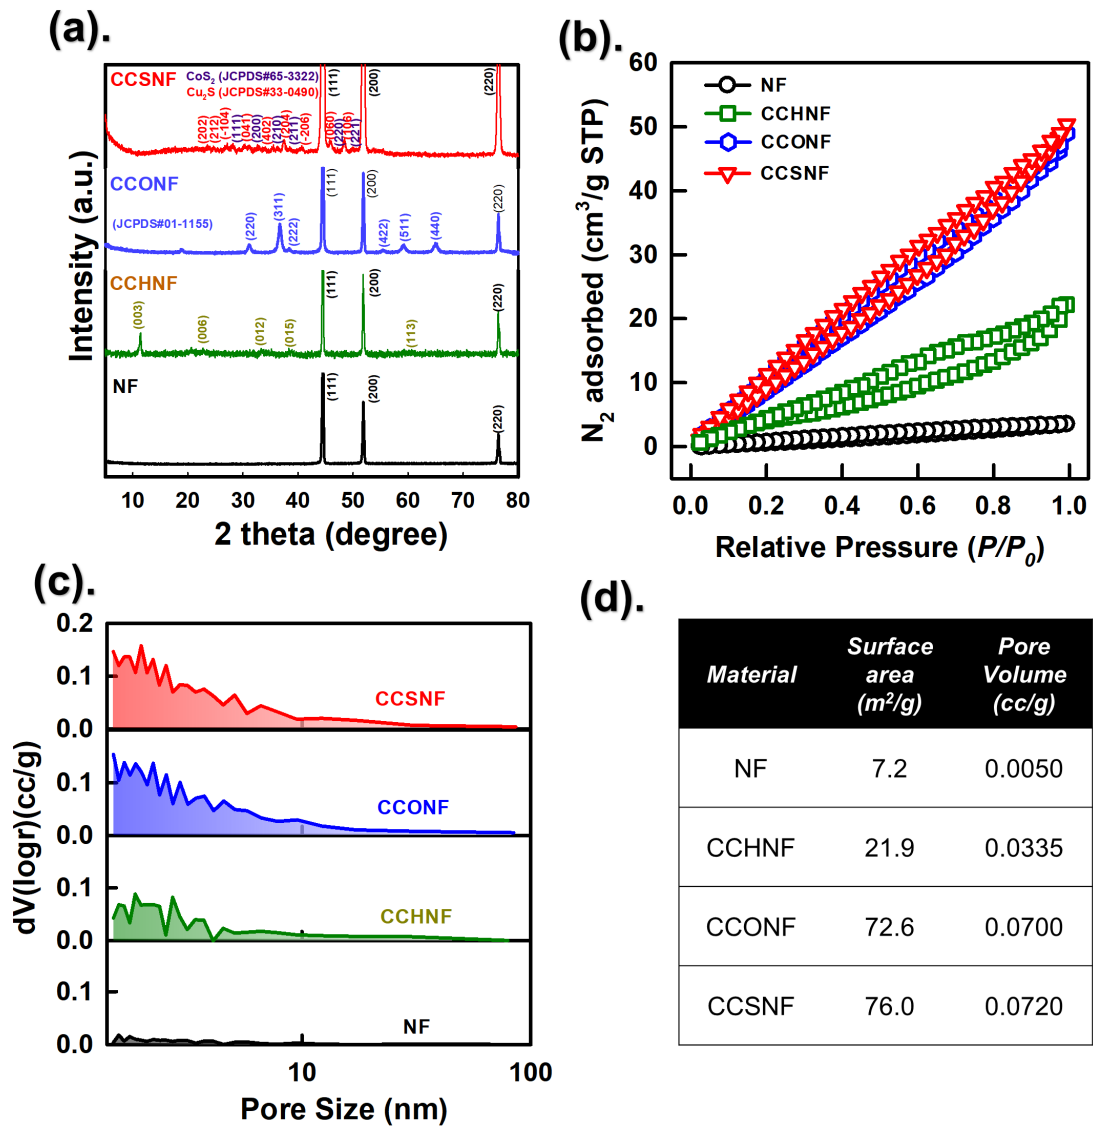 (a).
CCSNF
CoS2 (JCPDS#65-3322)
Cu2S (JCPDS#33-0490)
(202)
(212)
(-104)
(111)
(041)
(200)
(402)
(210)
(-204)
(211)
(-206)
(111)
(060)
(220)
(221)
(200)
(220)
CCONF
(JCPDS#01-1155)
(220)
(311)
(222)
(111)
(200)
(422)
(511)
(440)
(220)
CCHNF
(003)
(006)
(012)
(015)
(111)
(200)
(113)
(220)
NF
(111)
(200)
(220)
Intensity (a.u.)
10 20 30 40 50 60 70 80
2 theta (degree)
(b).
NF
CCHNF
CCONF
CCSNF
60
50
40
30
20
10
0
N2 adsorbed (cm3/g STP)
0.0 0.2 0.4 0.6 0.8 1.0
Relative Pressure (P/P0)
(c).
0.2
0.1
0.0
CCSNF
0.1
0.0
CCONF
0.1
0.0
CCHNF
0.1
0.0
NF
dV(logr)(cc/g)
10 100
Pore Size (nm)
(d).
Material Surface area (m2/g) Pore Volume (cc/g)
NF 7.2 0.0050
CCHNF 21.9 0.0335
CCONF 72.6 0.0700
CCSNF 76.0 0.0720